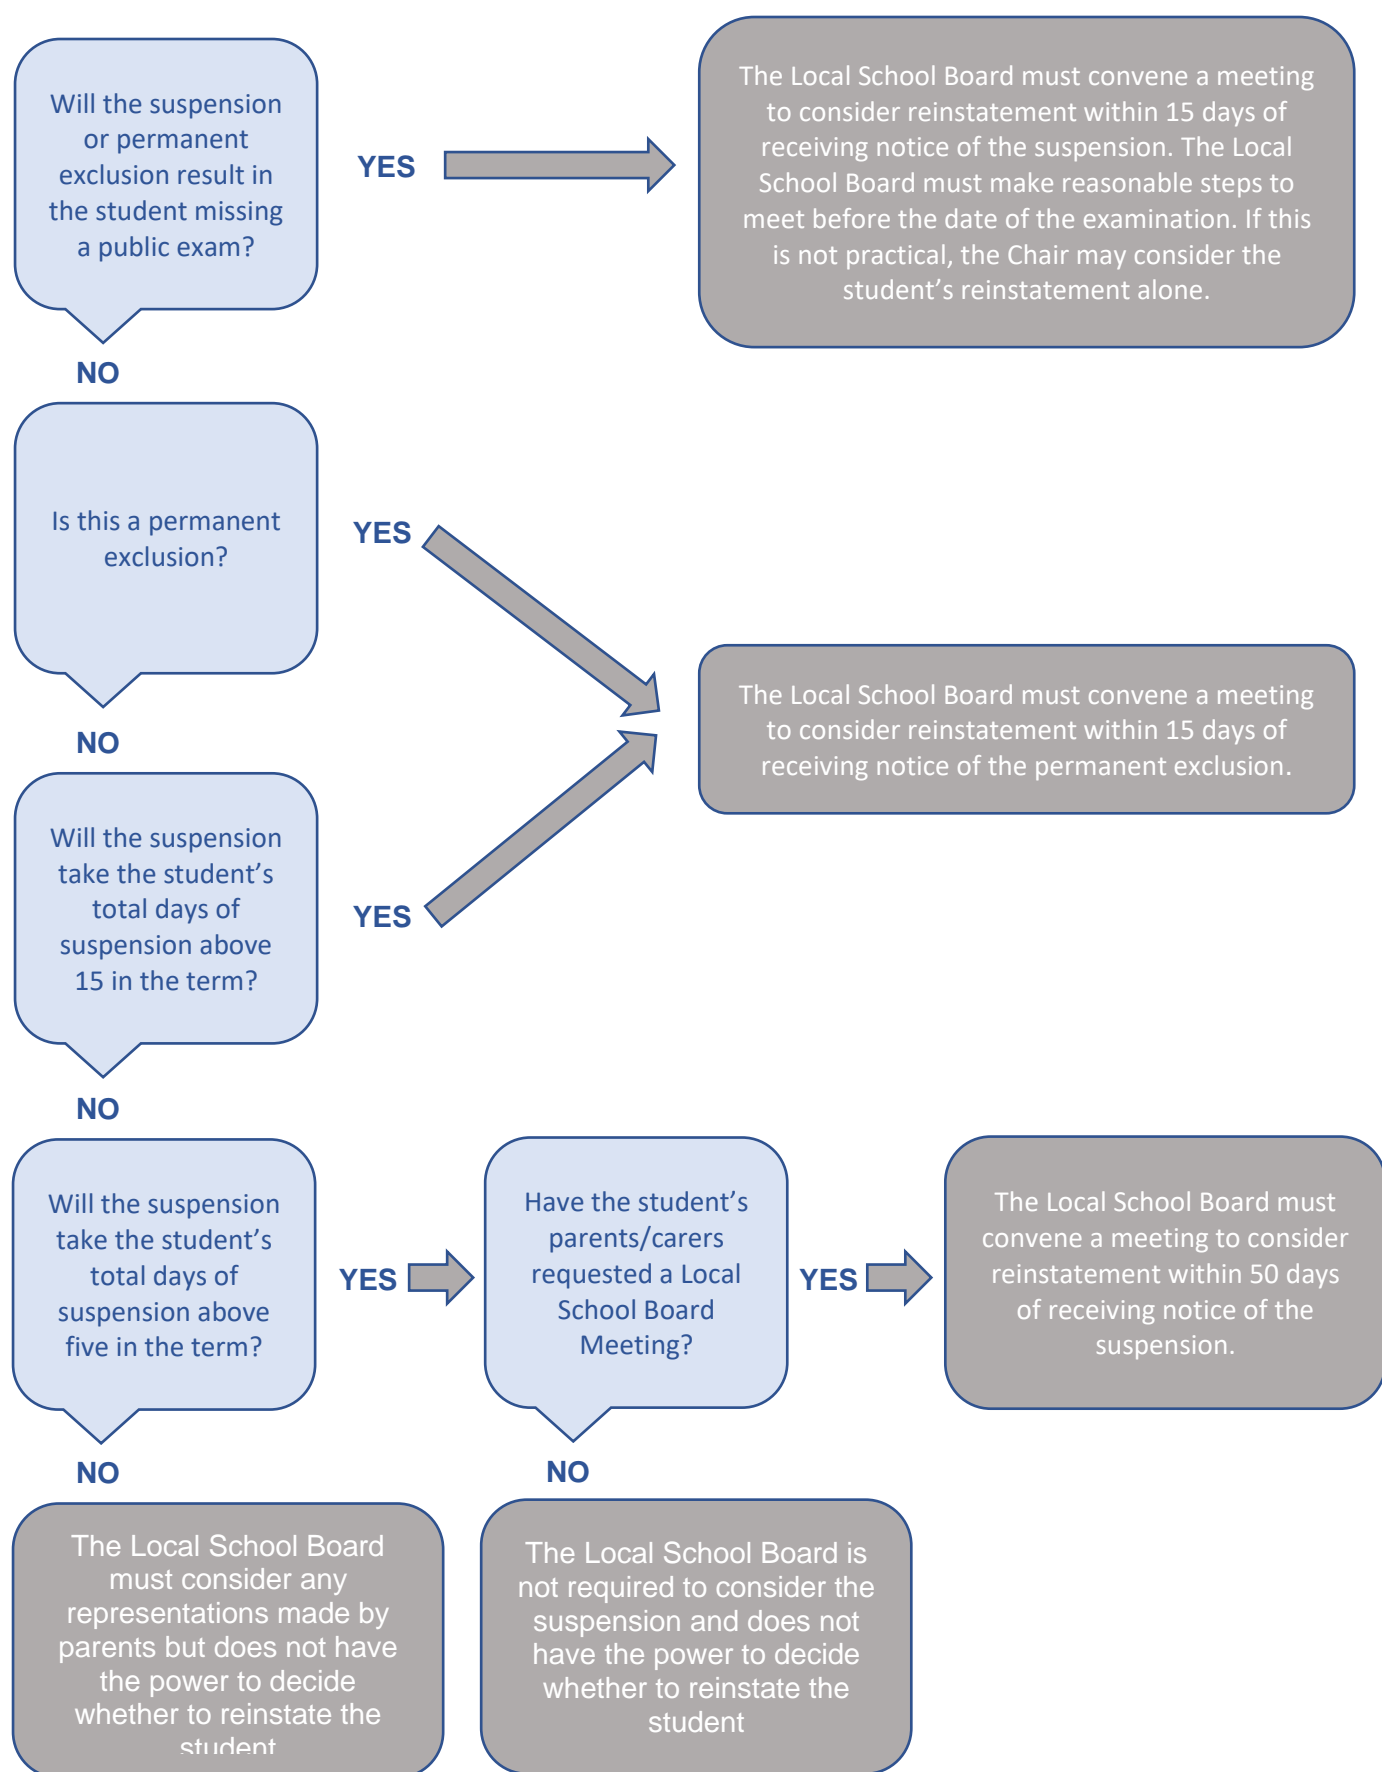 Will the suspension
or permanent
exclusion result in
the student missing
a public exam?
YES
The Local School Board must convene a meeting
to consider reinstatement within 15 days of
receiving notice of the suspension. The Local
School Board must make reasonable steps to
meet before the date of the examination. If this
is not practical, the Chair may consider the
student’s reinstatement alone.
NO
Is this a permanent
exclusion?
YES
The Local School Board must convene a meeting
to consider reinstatement within 15 days of
receiving notice of the permanent exclusion.
NO
Will the suspension
take the student’s
total days of
suspension above
15 in the term?
YES
NO
Will the suspension
take the student’s
total days of
suspension above
five in the term?
YES
Have the student’s
parents/carers
requested a Local
School Board
Meeting?
YES
The Local School Board must
convene a meeting to consider
reinstatement within 50 days
of receiving notice of the
suspension.
NO
The Local School Board
must consider any
representations made by
parents but does not have
the power to decide
whether to reinstate the
student
NO
The Local School Board is
not required to consider the
suspension and does not
have the power to decide
whether to reinstate the
student